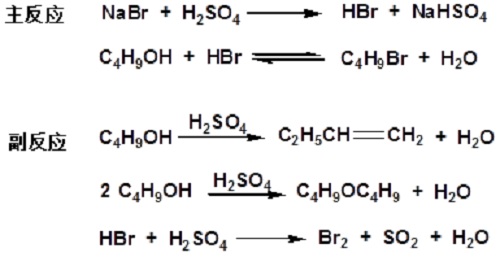 主反应 NaBr + H₂SO₄ ⟶ HBr + NaHSO₄
C₄H₉OH + HBr ⇌ C₄H₉Br + H₂O
副反应 C₄H₉OH H₂SO₄⟶ C₂H₅CH═CH₂ + H₂O
2 C₄H₉OH H₂SO₄⟶ C₄H₉OC₄H₉ + H₂O
HBr + H₂SO₄ ⟶ Br₂ + SO₂ + H₂O